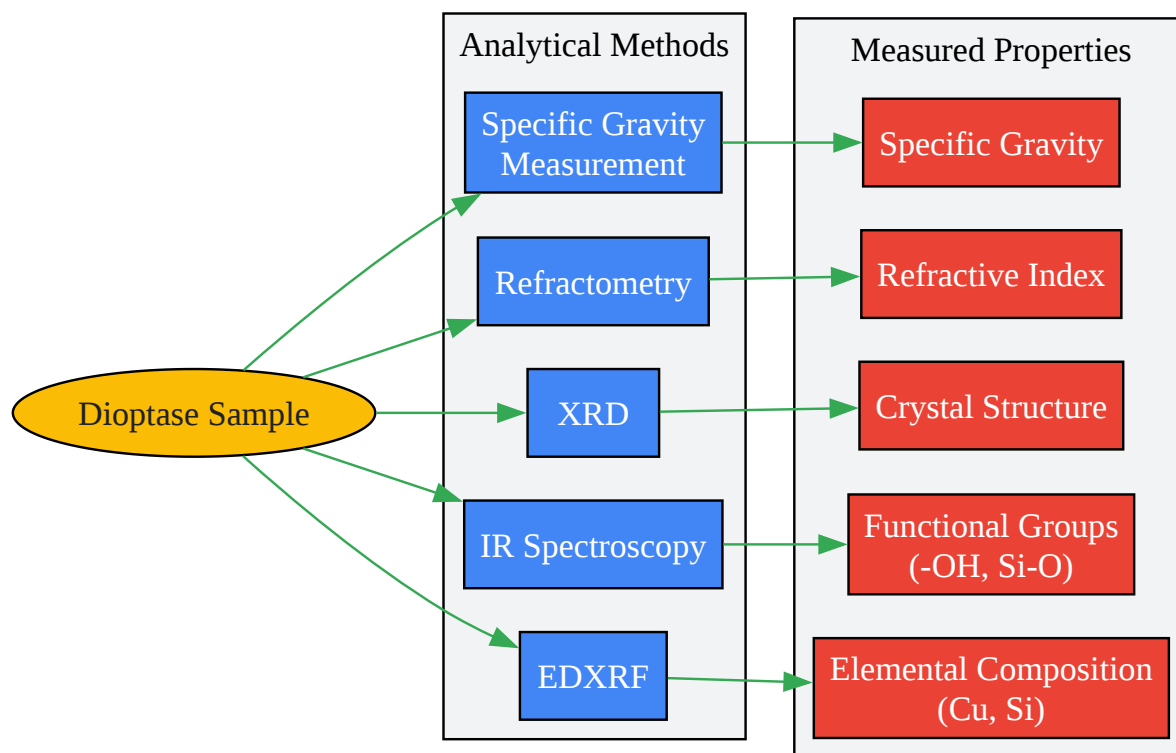 Analytical Methods
Measured Properties
Specific Gravity
Measurement
Specific Gravity
Refractometry
Refractive Index
Dioptase Sample
XRD
Crystal Structure
IR Spectroscopy
Functional Groups
(-OH, Si-O)
EDXRF
Elemental Composition
(Cu, Si)